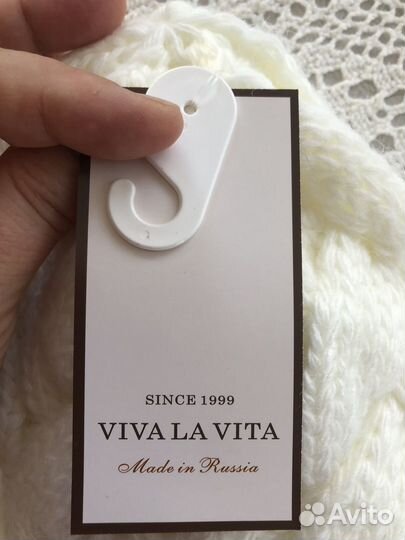 SINCE 1999
VIVA LA VITA
Made in Russia
Avito